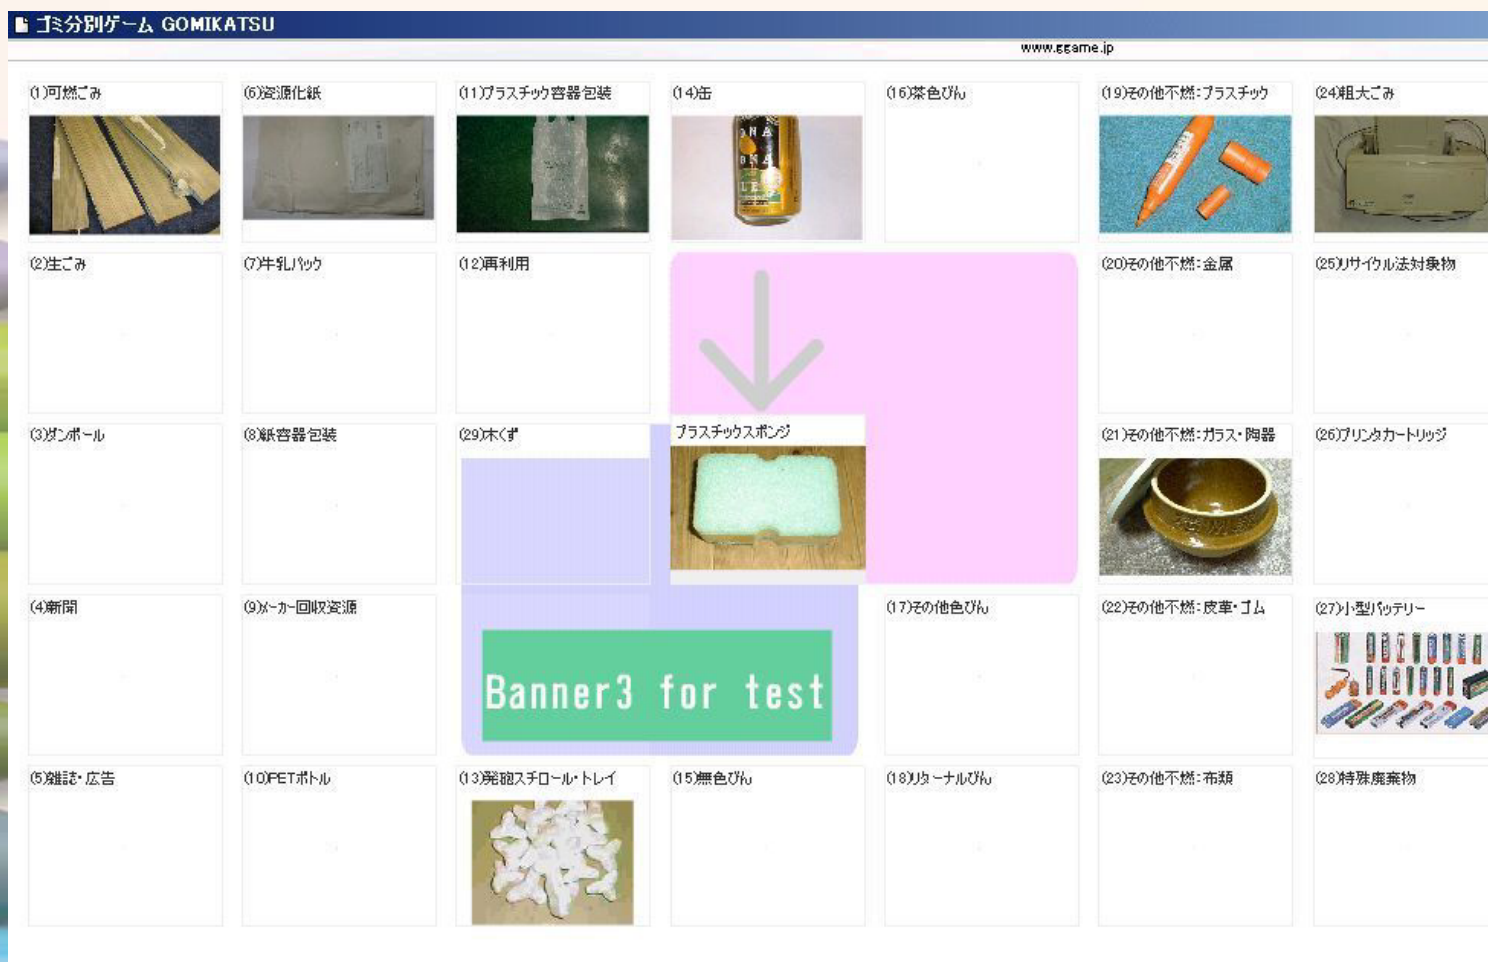 ゴミ分別ゲーム GOMIKATSU
www.ggame.jp
(1)可燃ごみ
(6)資源化紙
(11)プラスチック容器包装
(14)缶
(16)茶色びん
(19)その他不燃：プラスチック
(24)粗大ごみ
(2)生ごみ
(7)牛乳パック
(12)再利用
(20)その他不燃：金属
(25)リサイクル法対象物
(3)ダンボール
(8)紙容器包装
(29)木くず
プラスチックスポンジ
(21)その他不燃：ガラス・陶器
(26)プリンタカートリッジ
(4)新聞
(9)メーカー回収資源
(17)その他色びん
(22)その他不燃：皮革・ゴム
(27)小型バッテリー
Banner3 for test
(5)雑誌・広告
(10)PETボトル
(13)発砲スチロール・トレイ
(15)無色びん
(18)リターナルびん
(23)その他不燃：布類
(28)特殊廃棄物